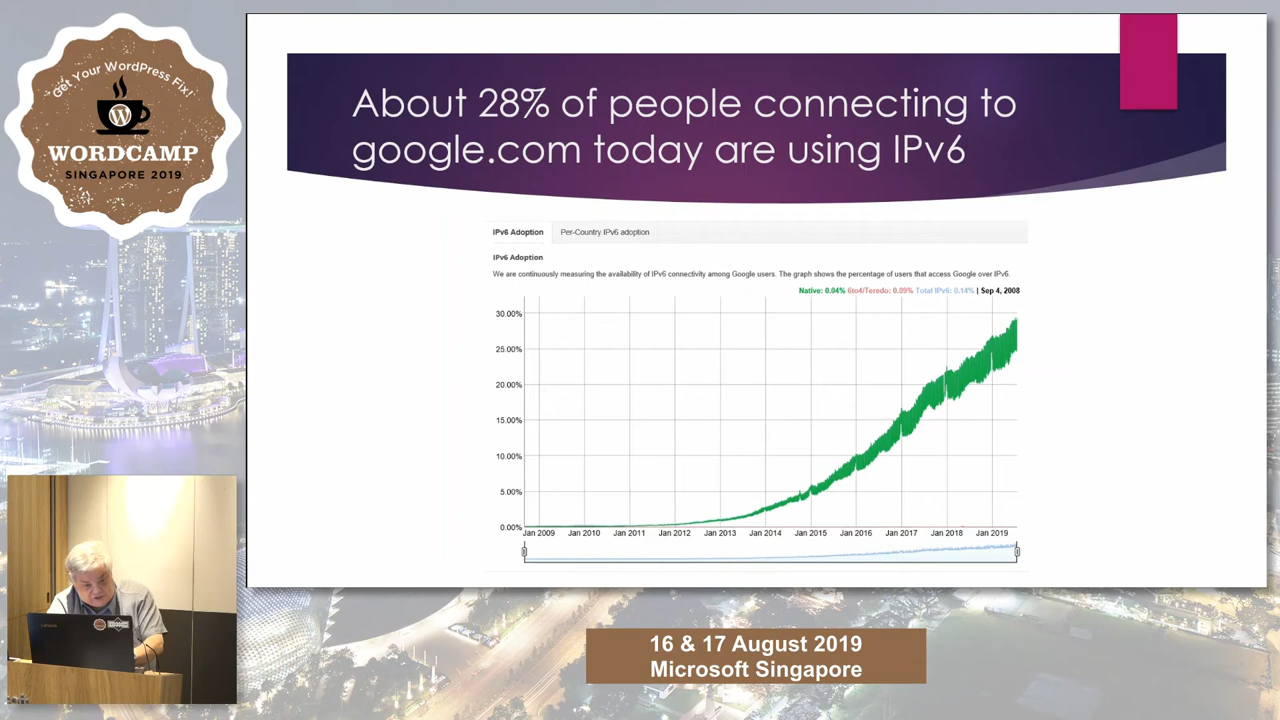 Get Your WordPress Fix!
WORDCAMP
SINGAPORE 2019
About 28% of people connecting to
google.com today are using IPv6
IPv6 Adoption
Per-Country IPv6 adoption
IPv6 Adoption
We are continuously measuring the availability of IPv6 connectivity among Google users. The graph shows the percentage of users that access Google over IPv6.
Native: 0.04% 6to4/Teredo: 0.09% Total IPv6: 0.14% | Sep 4, 2008
30.00%
25.00%
20.00%
15.00%
10.00%
5.00%
0.00%
Jan 2009 Jan 2010 Jan 2011 Jan 2012 Jan 2013 Jan 2014 Jan 2015 Jan 2016 Jan 2017 Jan 2018 Jan 2019
Lenovo
16 & 17 August 2019
Microsoft Singapore